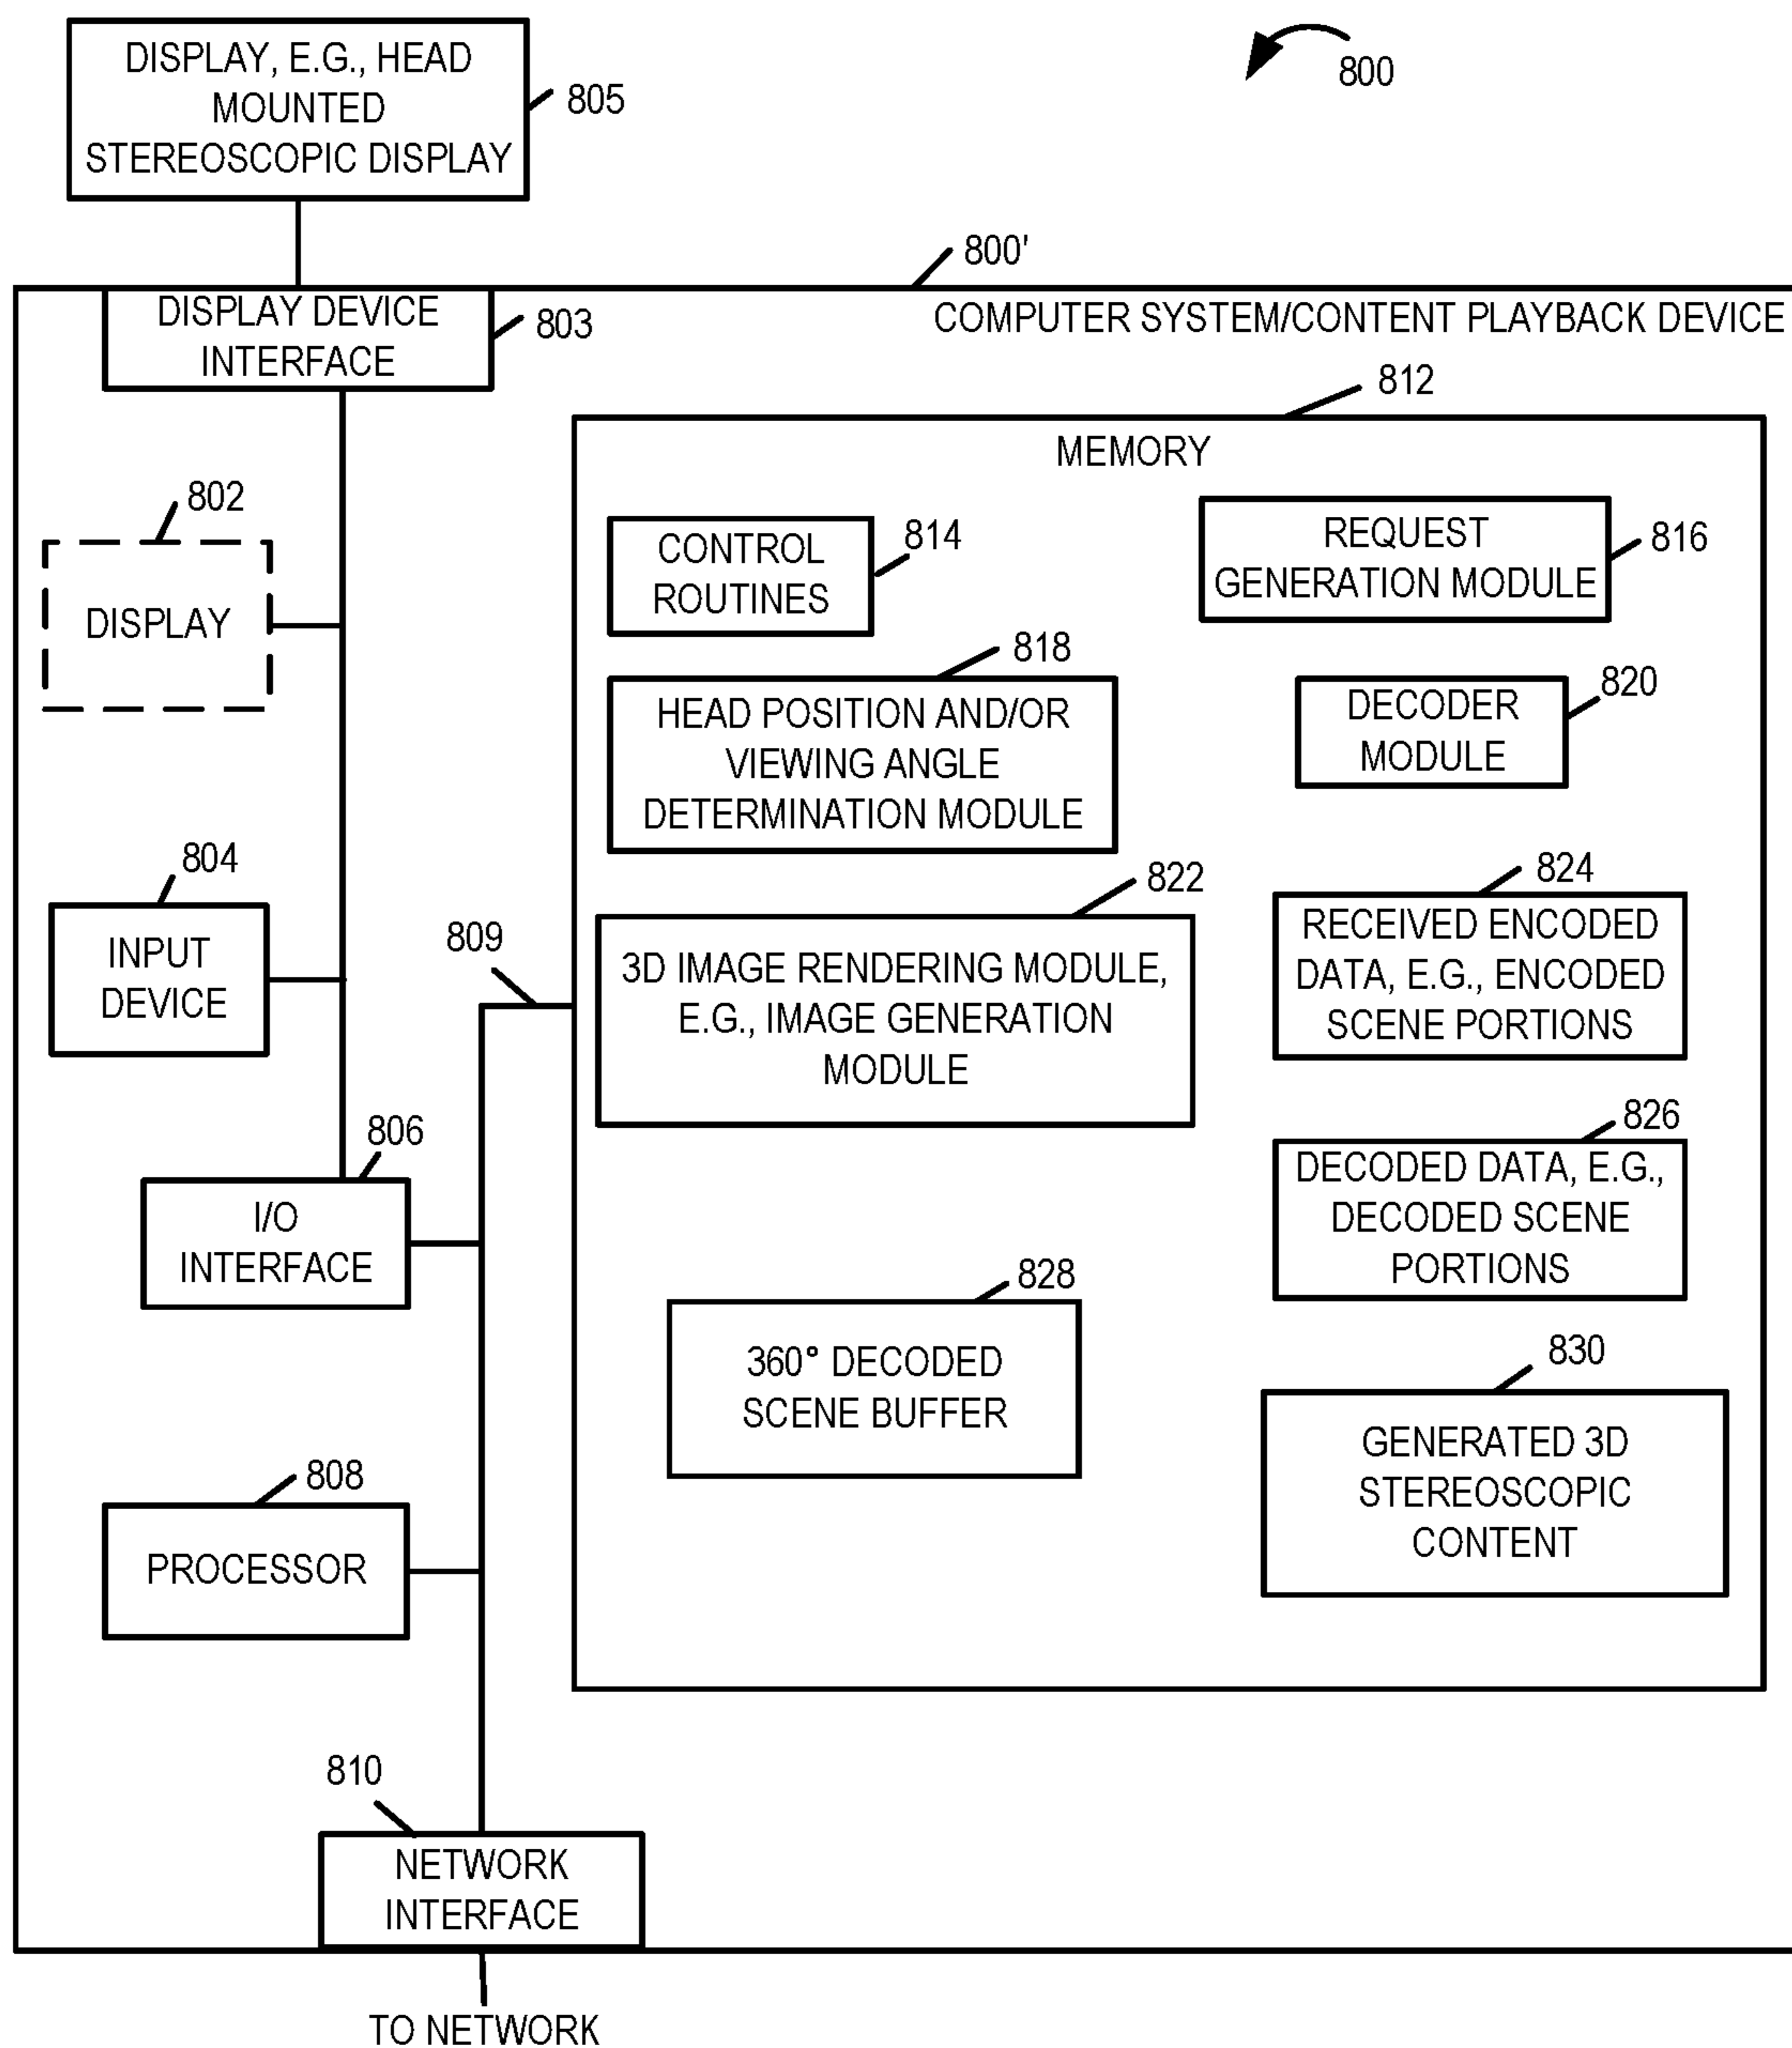 DISPLAY, E.G., HEAD
MOUNTED
STEREOSCOPIC DISPLAY
805
800
800'
DISPLAY DEVICE
INTERFACE
803
COMPUTER SYSTEM/CONTENT PLAYBACK DEVICE
812
MEMORY
802
DISPLAY
CONTROL
ROUTINES
814
REQUEST
GENERATION MODULE
816
818
HEAD POSITION AND/OR
VIEWING ANGLE
DETERMINATION MODULE
820
DECODER
MODULE
804
INPUT
DEVICE
809
822
3D IMAGE RENDERING MODULE,
E.G., IMAGE GENERATION
MODULE
824
RECEIVED ENCODED
DATA, E.G., ENCODED
SCENE PORTIONS
806
I/O
INTERFACE
826
DECODED DATA, E.G.,
DECODED SCENE
PORTIONS
828
360° DECODED
SCENE BUFFER
830
GENERATED 3D
STEREOSCOPIC
CONTENT
808
PROCESSOR
810
NETWORK
INTERFACE
TO NETWORK